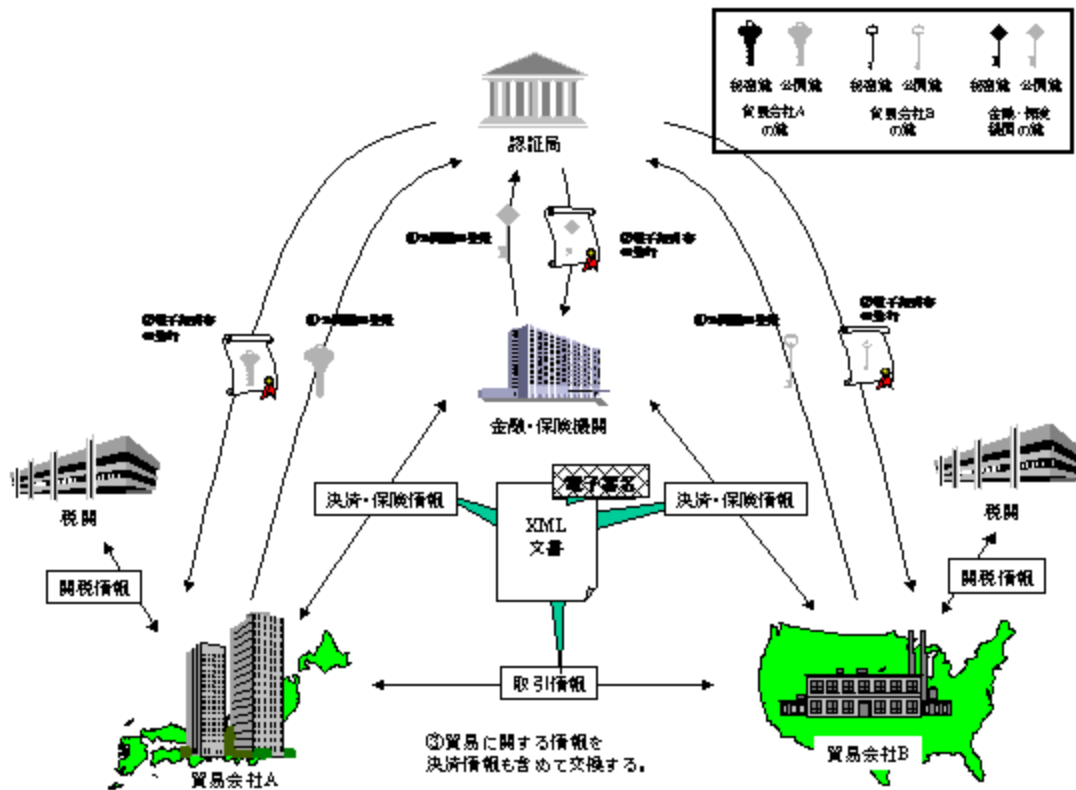 秘密鍵 公開鍵 秘密鍵 公開鍵 秘密鍵 公開鍵
貿易会社A
の鍵
貿易会社B
の鍵
金融・保険
機関の鍵
認証局
金融・保険機関
税関
税関
電子署名
決済・保険情報
XML
文書
決済・保険情報
関税情報
関税情報
取引情報
③貿易に関する情報を
決済情報も含めて交換する。
貿易会社A
貿易会社B